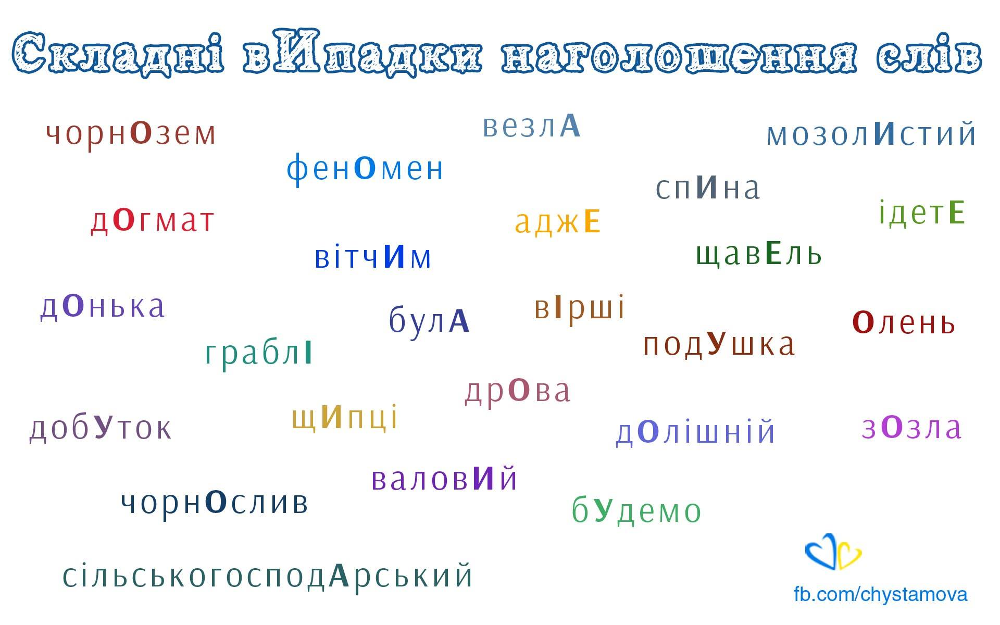 Складні вИпадки наголошення слів
чорнОзем
везлА
мозолИстий
фенОмен
спИна
дОгмат
аджЕ
ідетЕ
вітчИм
щавЕль
дОнька
булА
вІрші
Олень
граблІ
подУшка
дрОва
добУток
щИпці
дОлішній
зОзла
валовИй
чорнОслив
бУдемо
сільськогосподАрський
fb.com/chystamova